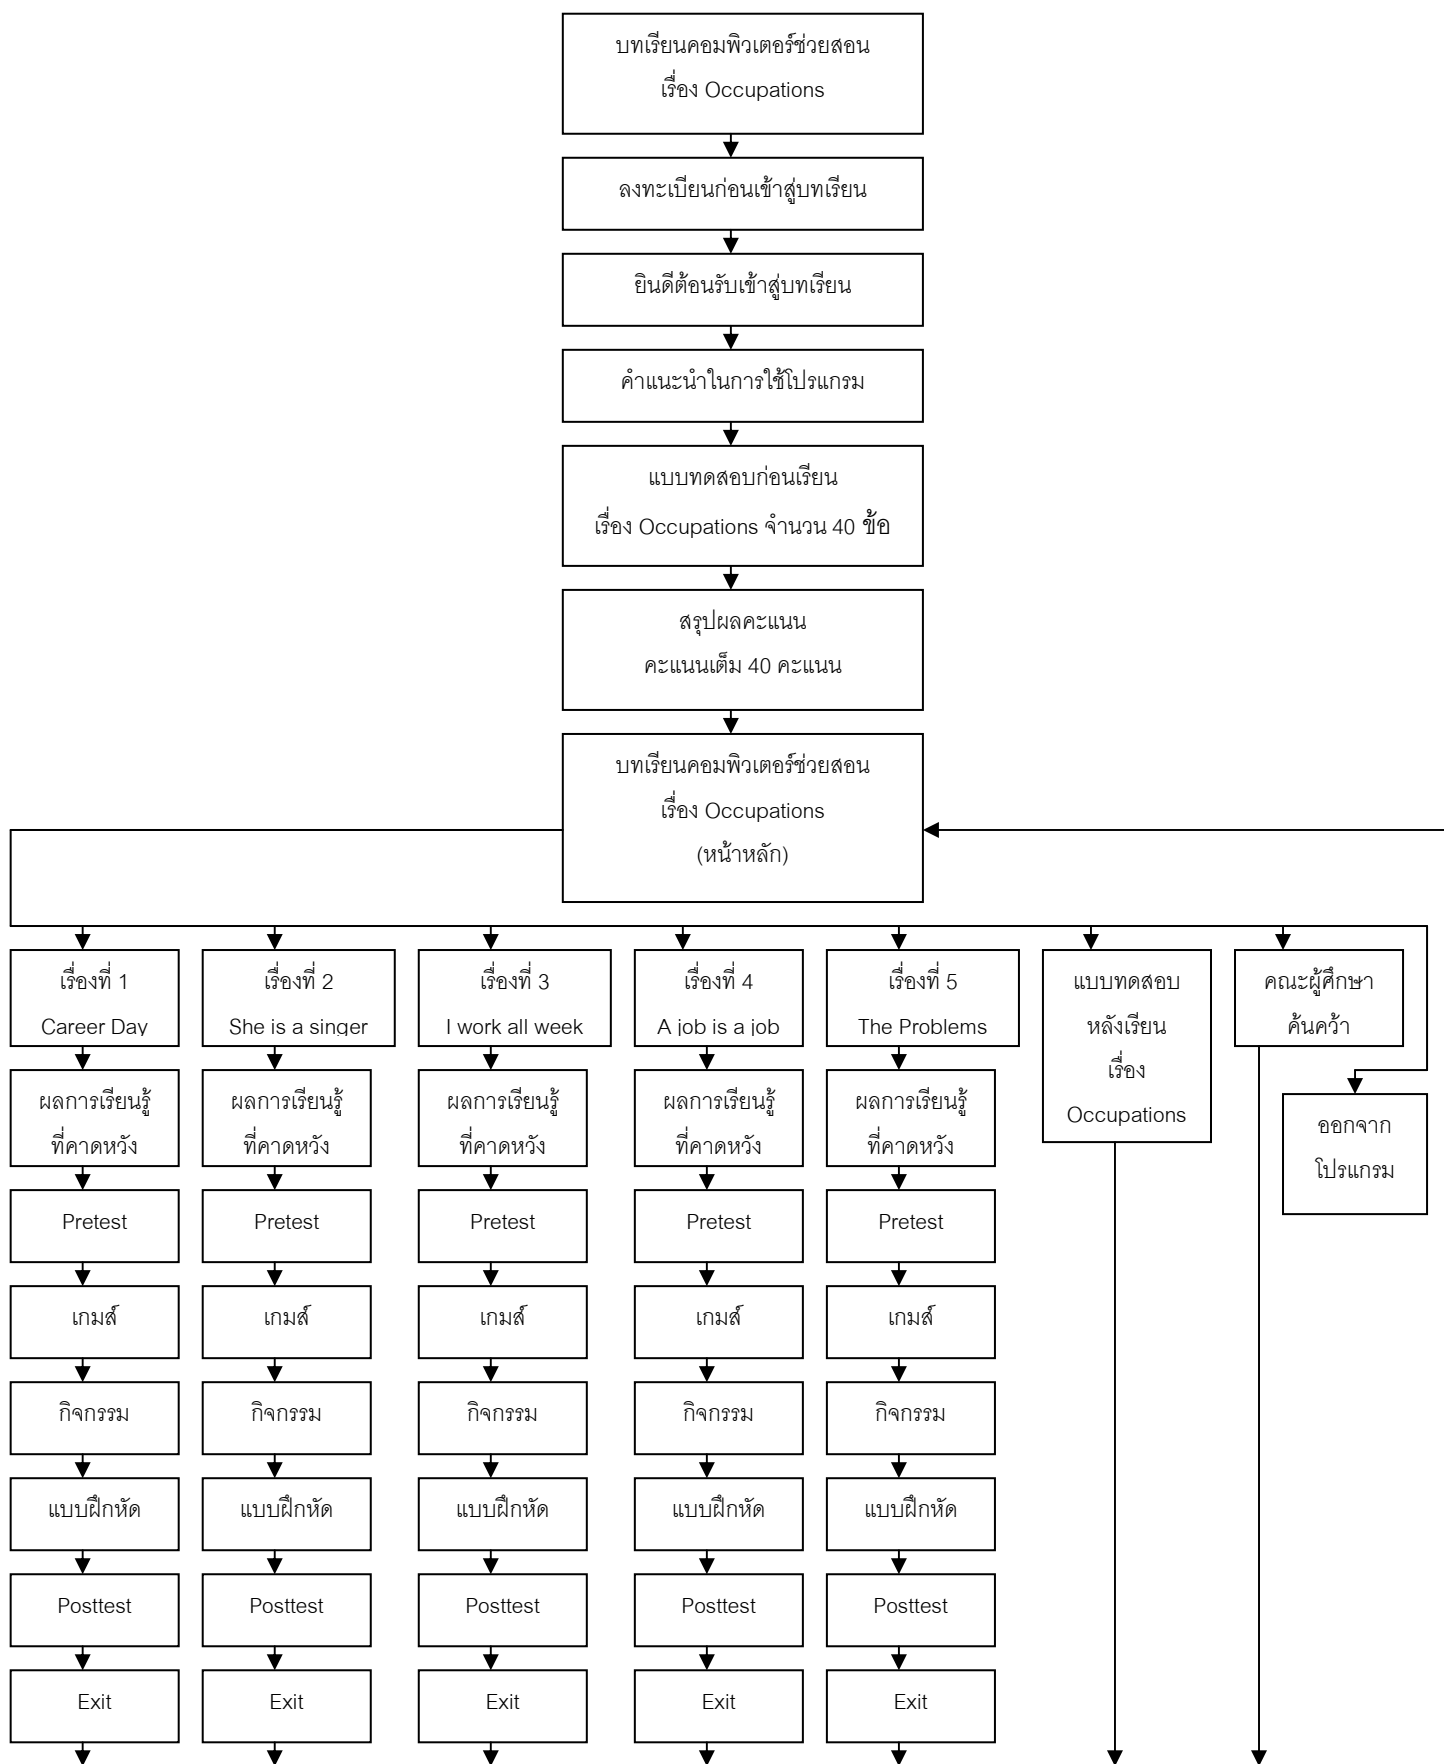 บทเรียนคอมพิวเตอร์ช่วยสอน
เรื่อง Occupations
ลงทะเบียนก่อนเข้าสู่บทเรียน
ยินดีต้อนรับเข้าสู่บทเรียน
คำแนะนำในการใช้โปรแกรม
แบบทดสอบก่อนเรียน
เรื่อง Occupations จำนวน 40 ข้อ
สรุปผลคะแนน
คะแนนเต็ม 40 คะแนน
บทเรียนคอมพิวเตอร์ช่วยสอน
เรื่อง Occupations
(หน้าหลัก)
เรื่องที่ 1
Career Day
ผลการเรียนรู้
ที่คาดหวัง
Pretest
เกมส์
กิจกรรม
แบบฝึกหัด
Posttest
Exit
เรื่องที่ 2
She is a singer
ผลการเรียนรู้
ที่คาดหวัง
Pretest
เกมส์
กิจกรรม
แบบฝึกหัด
Posttest
Exit
เรื่องที่ 3
I work all week
ผลการเรียนรู้
ที่คาดหวัง
Pretest
เกมส์
กิจกรรม
แบบฝึกหัด
Posttest
Exit
เรื่องที่ 4
A job is a job
ผลการเรียนรู้
ที่คาดหวัง
Pretest
เกมส์
กิจกรรม
แบบฝึกหัด
Posttest
Exit
เรื่องที่ 5
The Problems
ผลการเรียนรู้
ที่คาดหวัง
Pretest
เกมส์
กิจกรรม
แบบฝึกหัด
Posttest
Exit
แบบทดสอบ
หลังเรียน
เรื่อง
Occupations
คณะผู้ศึกษา
ค้นคว้า
ออกจาก
โปรแกรม